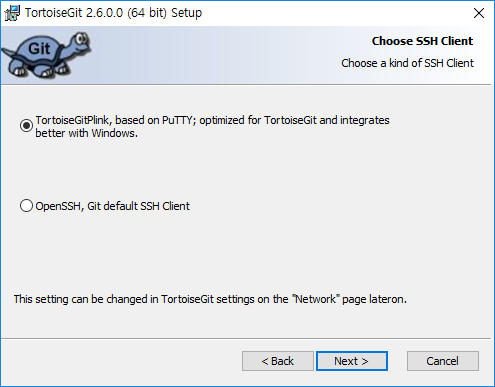 TortoiseGit 2.6.0.0 (64 bit) Setup
Git
Choose SSH Client
Choose a kind of SSH Client
TortoiseGitPlink, based on PuTTY; optimized for TortoiseGit and integrates
better with Windows.
OpenSSH, Git default SSH Client
This setting can be changed in TortoiseGit settings on the "Network" page lateron.
< Back
Next >
Cancel